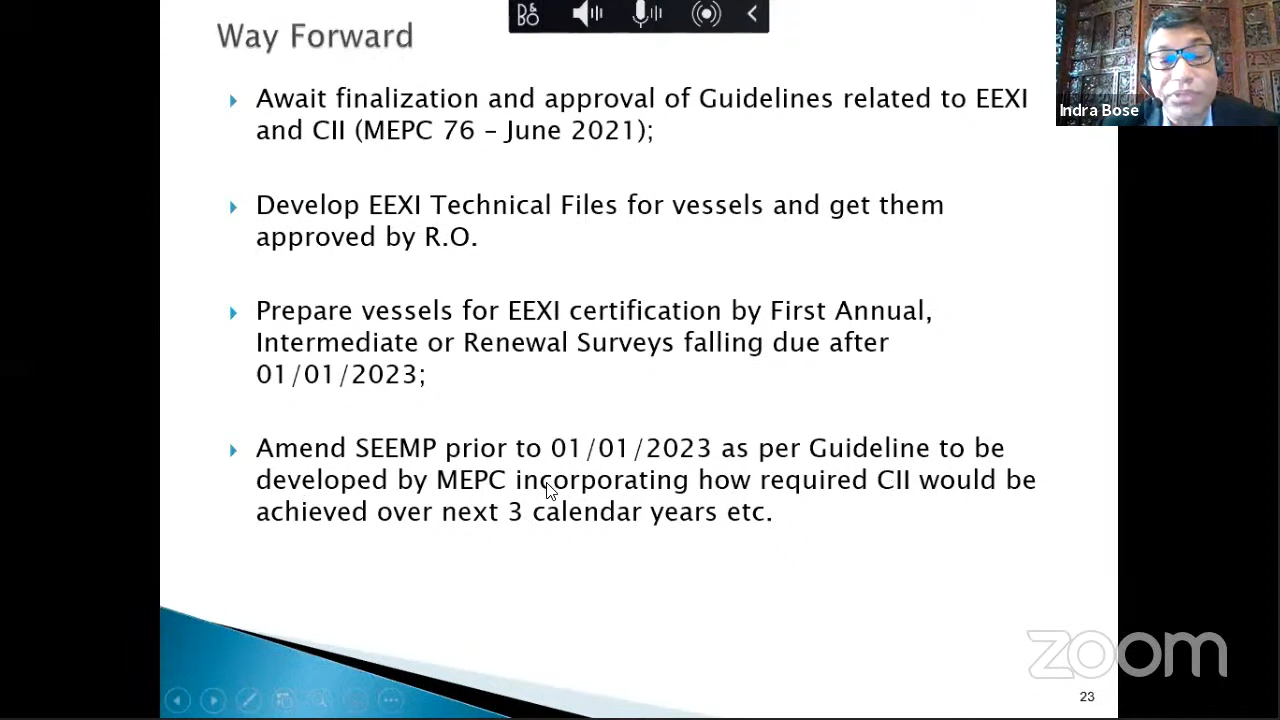 Way Forward
Await finalization and approval of Guidelines related to EEXI
and CII (MEPC 76 – June 2021);
Develop EEXI Technical Files for vessels and get them
approved by R.O.
Prepare vessels for EEXI certification by First Annual,
Intermediate or Renewal Surveys falling due after
01/01/2023;
Amend SEEMP prior to 01/01/2023 as per Guideline to be
developed by MEPC incorporating how required CII would be
achieved over next 3 calendar years etc.
B&O
Indra Bose
zoom
23